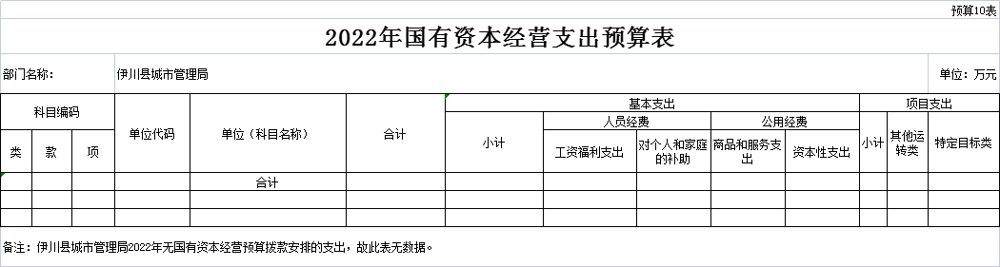 预算10表
2022年国有资本经营支出预算表
部门名称: 伊川县城市管理局 单位：万元
科目编码 单位代码 单位（科目名称） 合计 基本支出 项目支出
小计 人员经费 公用经费 小计 其他运转类 特定目标类
类 款 项 工资福利支出 对个人和家庭的补助 商品和服务支出 资本性支出
合计
备注：伊川县城市管理局2022年无国有资本经营预算拨款安排的支出，故此表无数据。